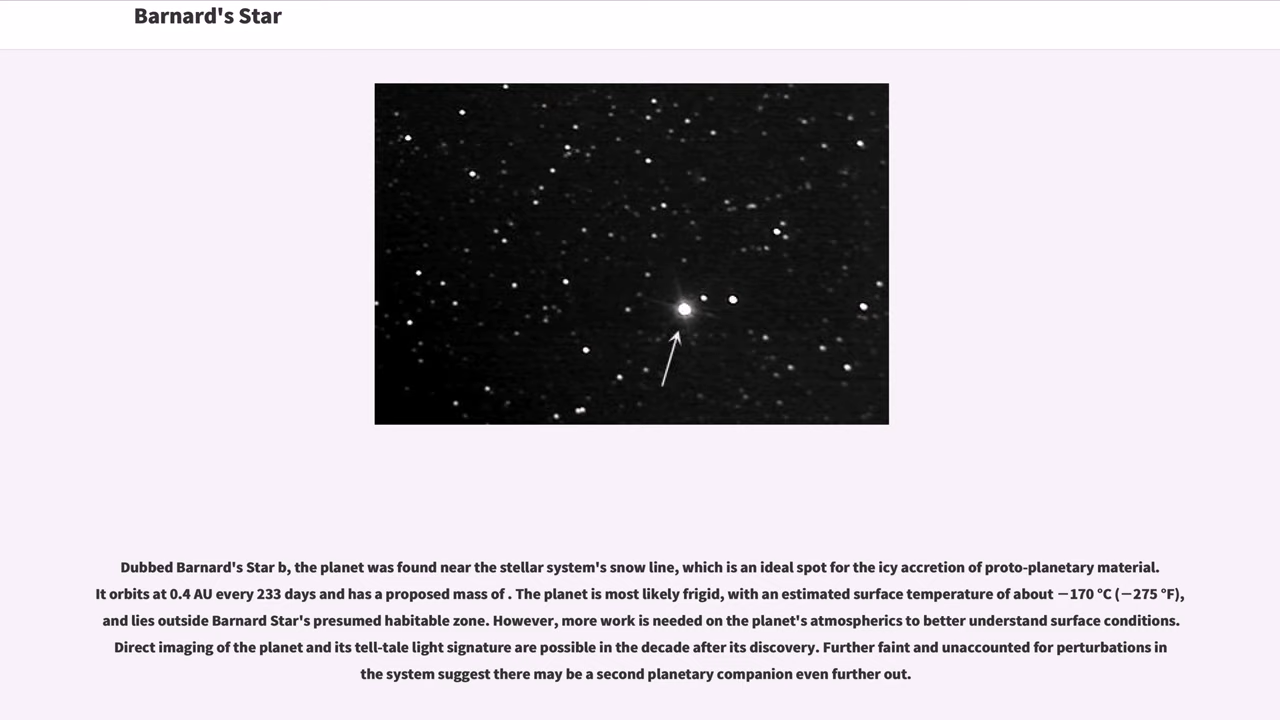 Barnard's Star
Dubbed Barnard's Star b, the planet was found near the stellar system's snow line, which is an ideal spot for the icy accretion of proto-planetary material.
It orbits at 0.4 AU every 233 days and has a proposed mass of . The planet is most likely frigid, with an estimated surface temperature of about −170 °C (−275 °F),
and lies outside Barnard Star's presumed habitable zone. However, more work is needed on the planet's atmospherics to better understand surface conditions.
Direct imaging of the planet and its tell-tale light signature are possible in the decade after its discovery. Further faint and unaccounted for perturbations in
the system suggest there may be a second planetary companion even further out.